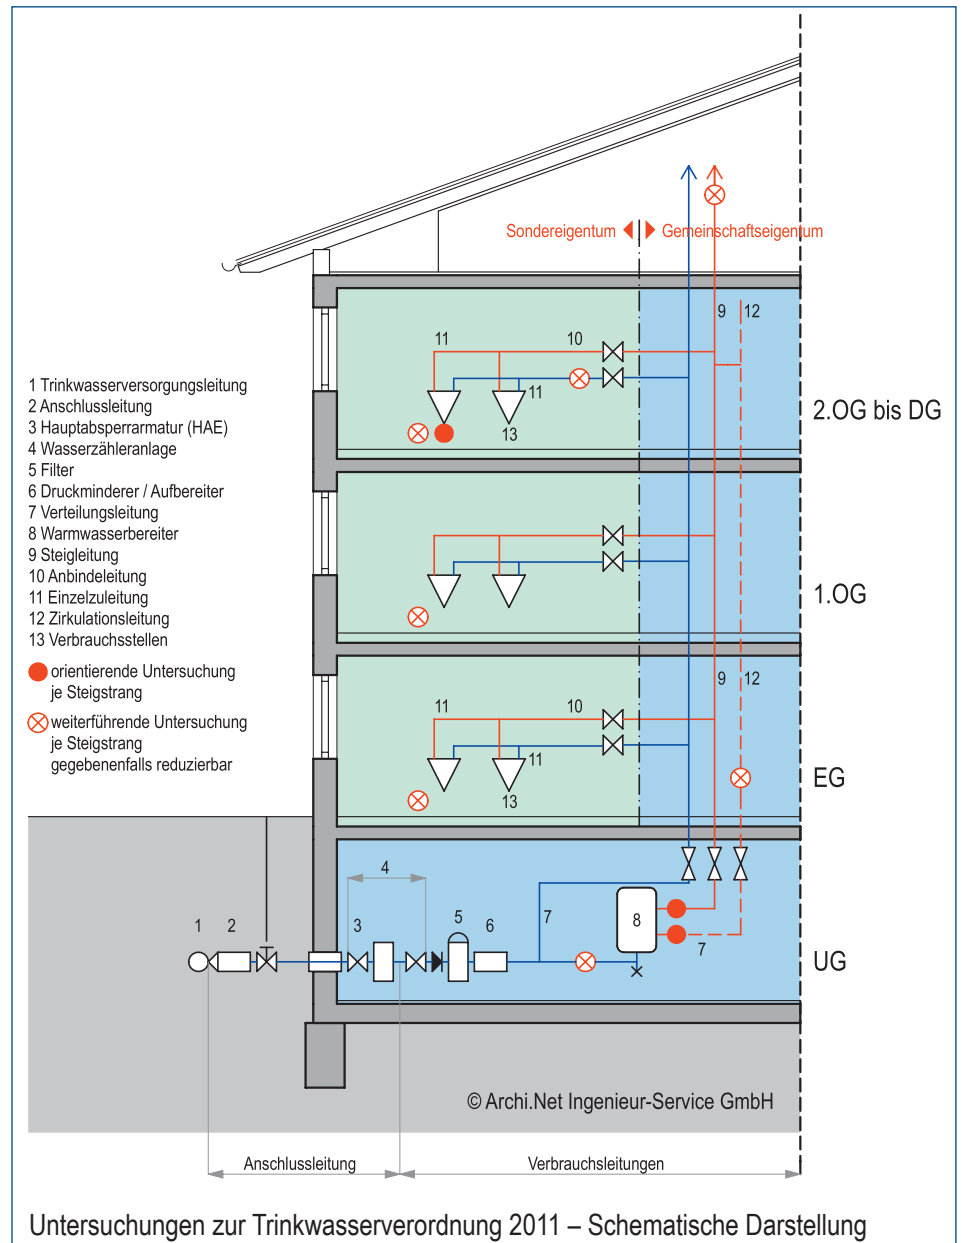 Sondereigentum
Gemeinschaftseigentum
9
12
11
10
11
13
2.OG bis DG
1 Trinkwasserversorgungsleitung
2 Anschlussleitung
3 Hauptabsperrarmatur (HAE)
4 Wasserzähleranlage
5 Filter
6 Druckminderer / Aufbereiter
7 Verteilungsleitung
8 Warmwasserbereiter
9 Steigleitung
10 Anbindeleitung
11 Einzelzuleitung
12 Zirkulationsleitung
13 Verbrauchsstellen
orientierende Untersuchung
je Steigstrang
weiterführende Untersuchung
je Steigstrang
gegebenenfalls reduzierbar
1.OG
9
12
11
10
11
13
EG
4
1
2
3
5
6
7
8
7
UG
© Archi.Net Ingenieur-Service GmbH
Anschlussleitung
Verbrauchsleitungen
Untersuchungen zur Trinkwasserverordnung 2011 – Schematische Darstellung